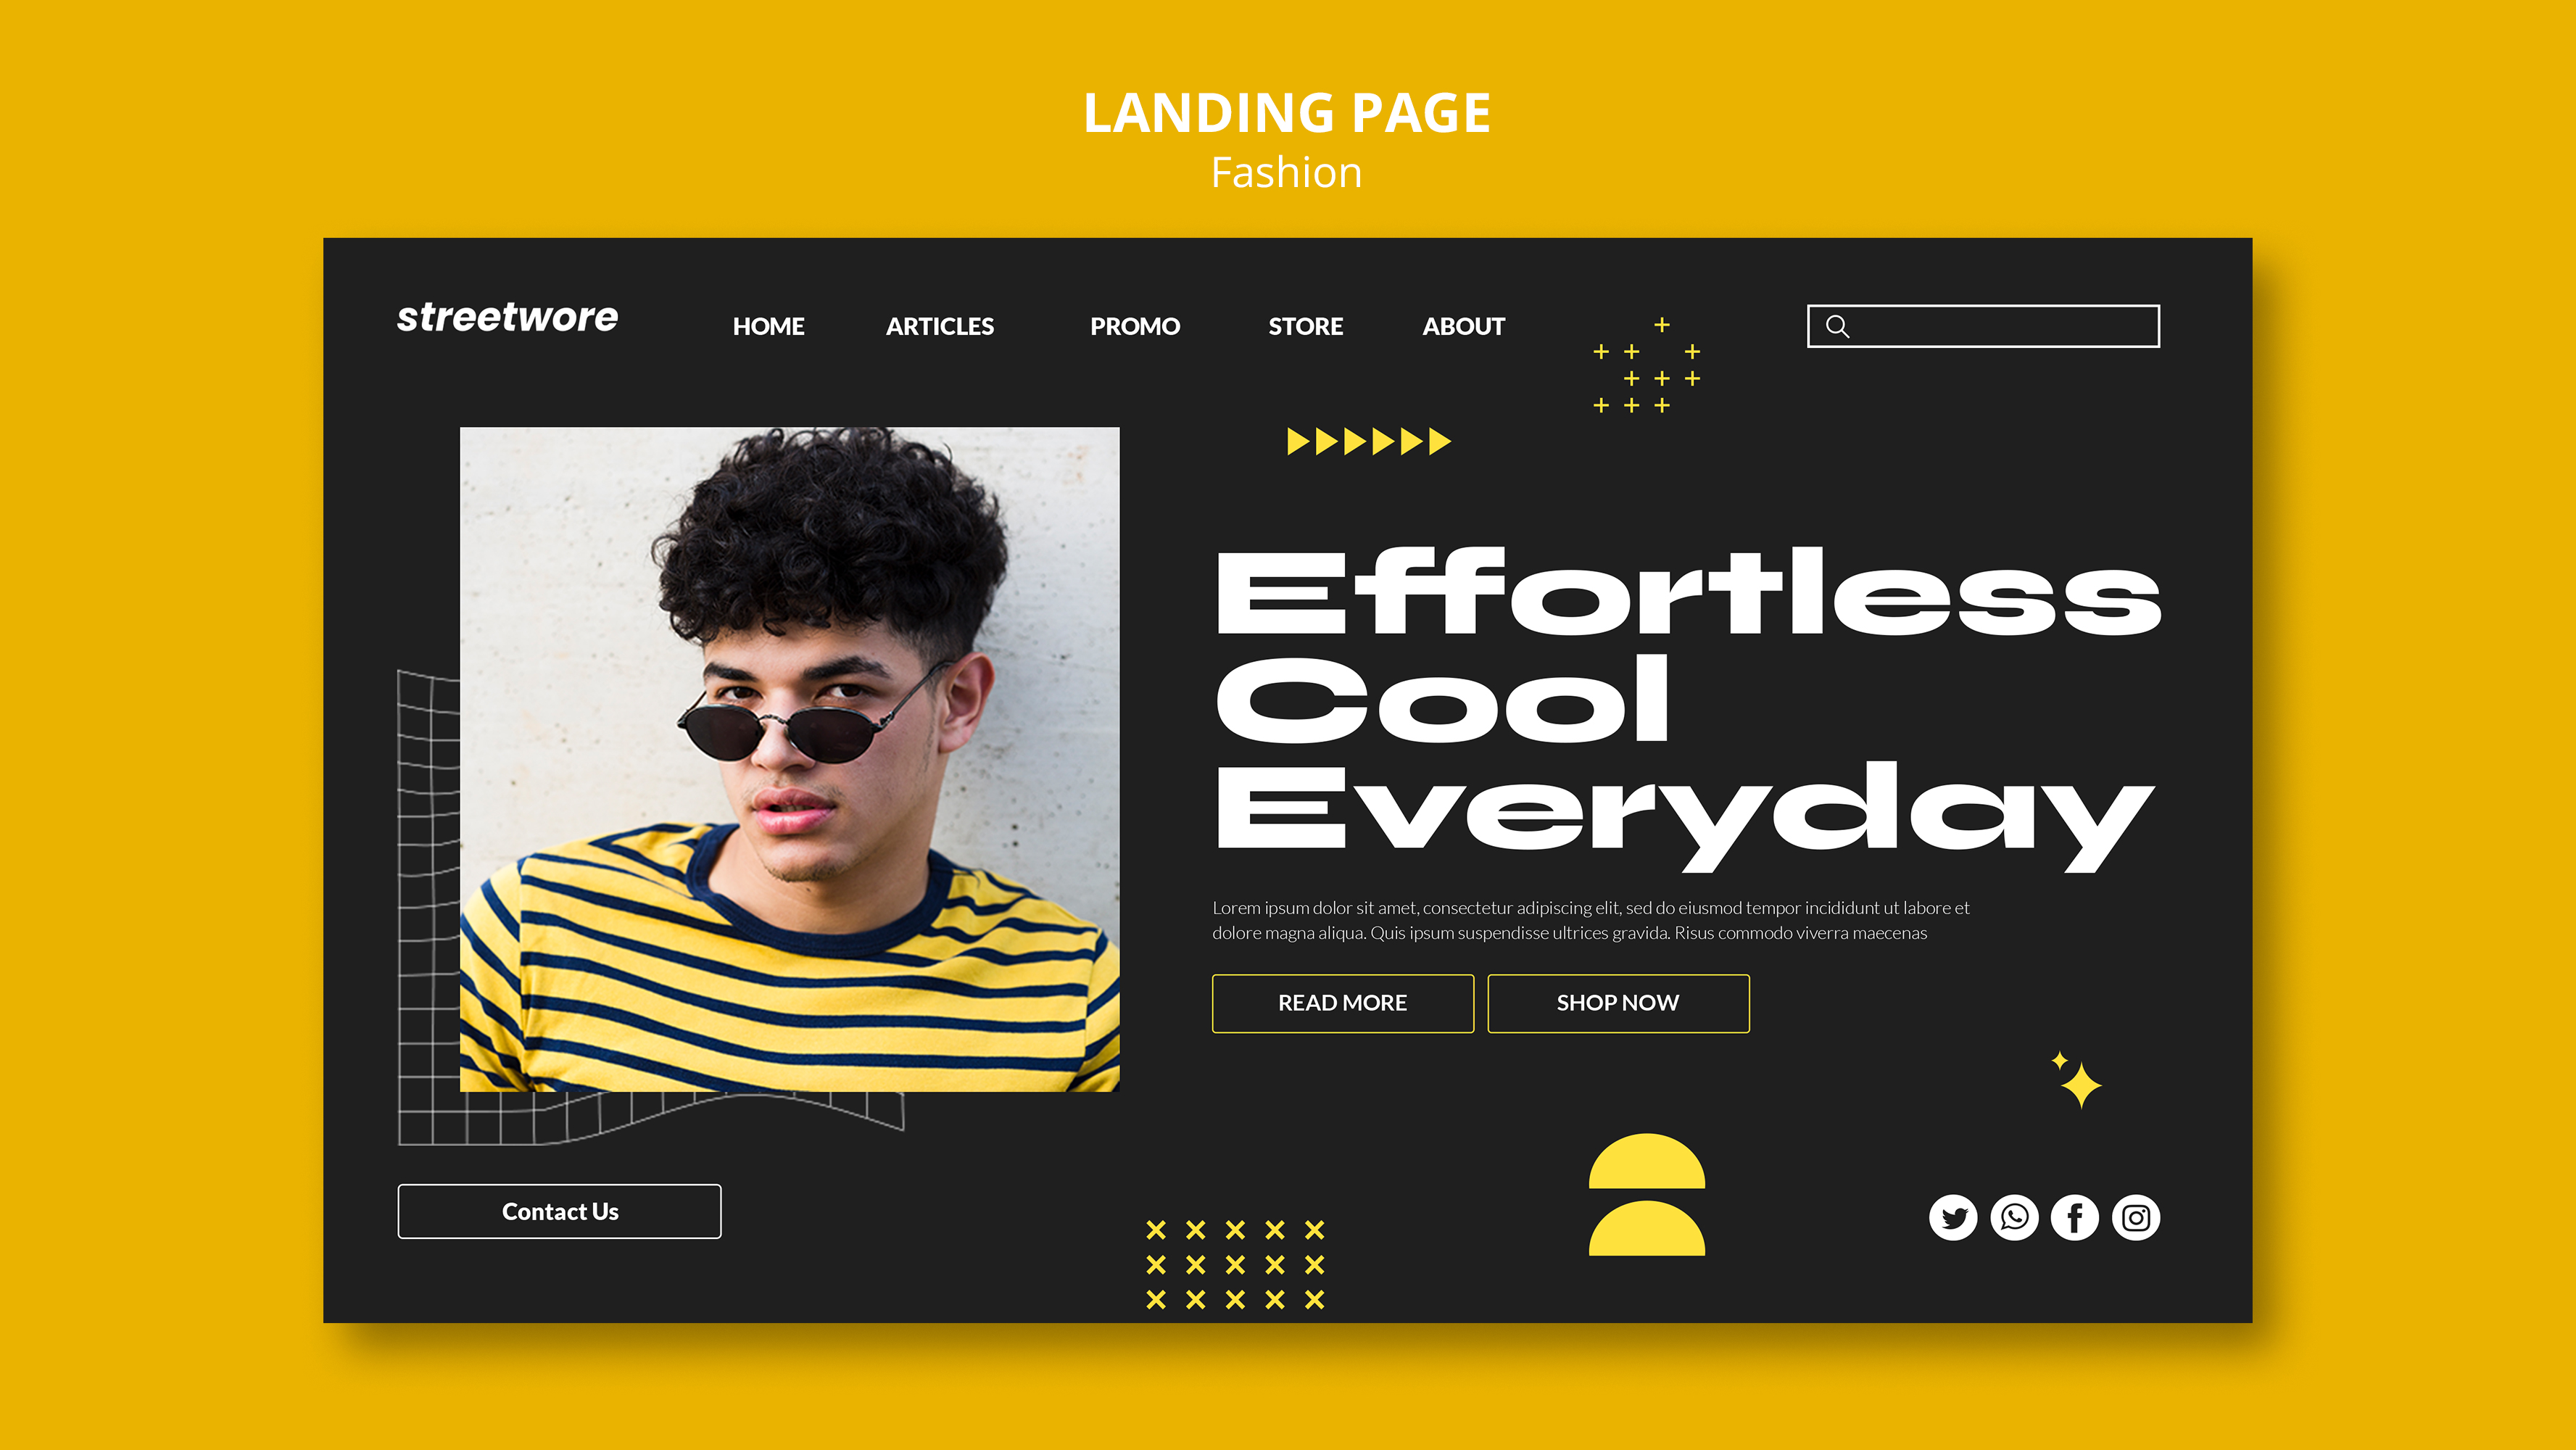 LANDING PAGE
Fashion
streetwore
HOME ARTICLES PROMO STORE ABOUT
Effortless
Cool
Everyday
Lorem ipsum dolor sit amet, consectetur adipiscing elit, sed do eiusmod tempor incididunt ut labore et
dolore magna aliqua. Quis ipsum suspendisse ultrices gravida. Risus commodo viverra maecenas
READ MORE SHOP NOW
Contact Us